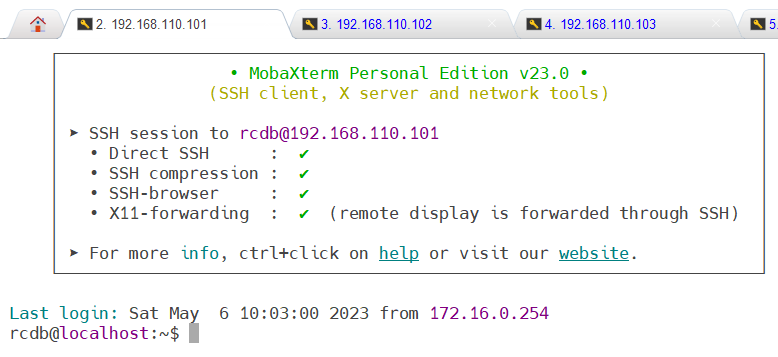 2. 192.168.110.101
3. 192.168.110.102
4. 192.168.110.103
5.
• MobaXterm Personal Edition v23.0 •
(SSH client, X server and network tools)
➤ SSH session to rcdb@192.168.110.101
• Direct SSH : ✔
• SSH compression : ✔
• SSH-browser : ✔
• X11-forwarding : ✔ (remote display is forwarded through SSH)
➤ For more info, ctrl+click on help or visit our website.
Last login: Sat May 6 10:03:00 2023 from 172.16.0.254
rcdb@localhost:~$